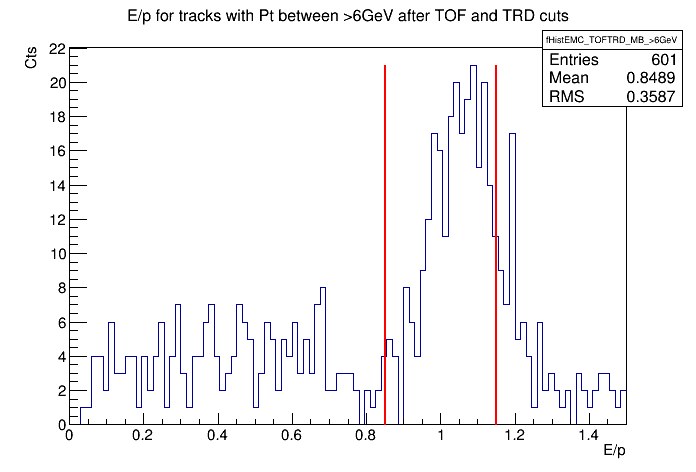 E/p for tracks with Pt between >6GeV after TOF and TRD cuts
fHistEMC_TOFTRD_MB_>6GeV
Entries 601
Mean 0.8489
RMS 0.3587
Cts
22
20
18
16
14
12
10
8
6
4
2
0
0 0.2 0.4 0.6 0.8 1 1.2 1.4
E/p